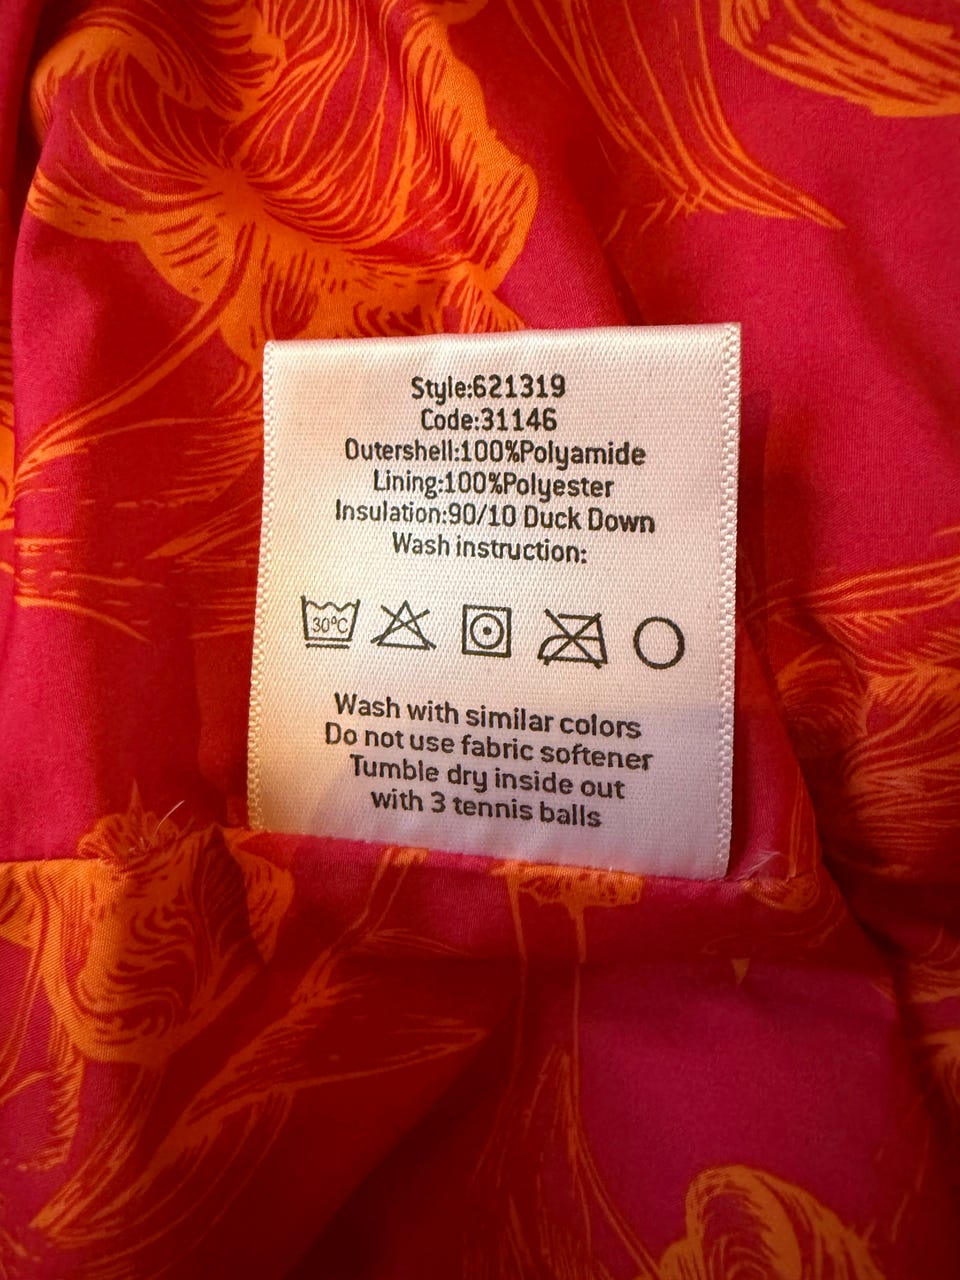 Style:621319
Code:31146
Outershell:100%Polyamide
Lining:100%Polyester
Insulation:90/10 Duck Down
Wash instruction:
30°C
Wash with similar colors
Do not use fabric softener
Tumble dry inside out
with 3 tennis balls